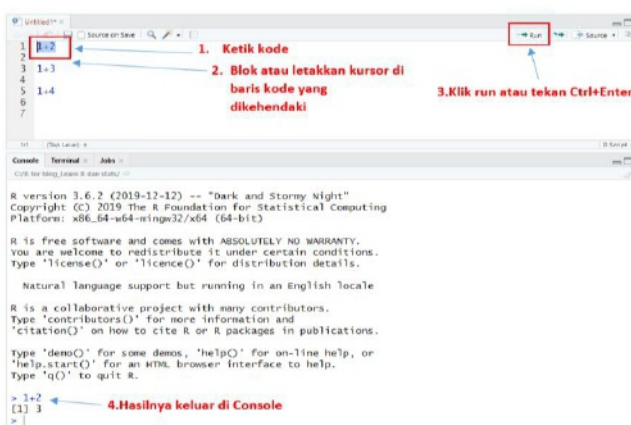 Untitled1*
Source on Save
Run
Source
1 1+2
1. Ketik kode
2
3 1+3
2. Blok atau letakkan kursor di
baris kode yang
dikehendaki
3.Klik run atau tekan Ctrl+Enter
4
5 1+4
6
7
1:1 (Top Level)
R Script
Console Terminal Jobs
R version 3.6.2 (2019-12-12) -- "Dark and Stormy Night"
Copyright (C) 2019 The R Foundation for Statistical Computing
Platform: x86_64-w64-mingw32/x64 (64-bit)
R is free software and comes with ABSOLUTELY NO WARRANTY.
You are welcome to redistribute it under certain conditions.
Type 'license()' or 'licence()' for distribution details.
Natural language support but running in an English locale
R is a collaborative project with many contributors.
Type 'contributors()' for more information and
'citation()' on how to cite R or R packages in publications.
Type 'demo()' for some demos, 'help()' for on-line help, or
'help.start()' for an HTML browser interface to help.
Type 'q()' to quit R.
> 1+2
4.Hasilnya keluar di Console
[1] 3
>